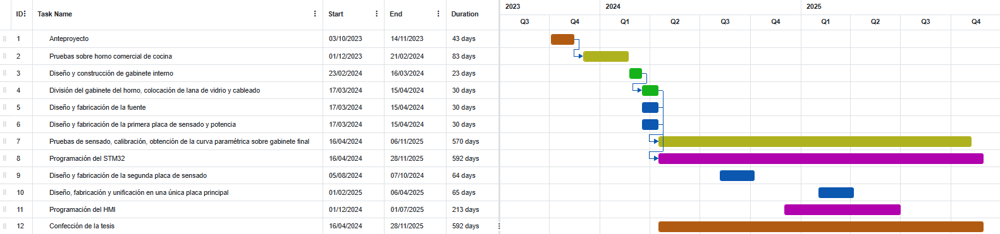 2023 2024 2025
ID Task Name Start End Duration Q3 Q4 Q1 Q2 Q3 Q4 Q1 Q2 Q3 Q4
1 Anteproyecto 03/10/2023 14/11/2023 43 days
2 Pruebas sobre horno comercial de cocina 01/12/2023 21/02/2024 83 days
3 Diseño y construcción de gabinete interno 23/02/2024 16/03/2024 23 days
4 División del gabinete del horno, colocación de lana de vidrio y cableado 17/03/2024 15/04/2024 30 days
5 Diseño y fabricación de la fuente 17/03/2024 15/04/2024 30 days
6 Diseño y fabricación de la primera placa de sensado y potencia 17/03/2024 15/04/2024 30 days
7 Pruebas de sensado, calibración, obtención de la curva paramétrica sobre gabinete final 16/04/2024 06/11/2025 570 days
8 Programación del STM32 16/04/2024 28/11/2025 592 days
9 Diseño y fabricación de la segunda placa de sensado 05/08/2024 07/10/2024 64 days
10 Diseño, fabricación y unificación en una única placa principal 01/02/2025 06/04/2025 65 days
11 Programación del HMI 01/12/2024 01/07/2025 213 days
12 Confección de la tesis 16/04/2024 28/11/2025 592 days